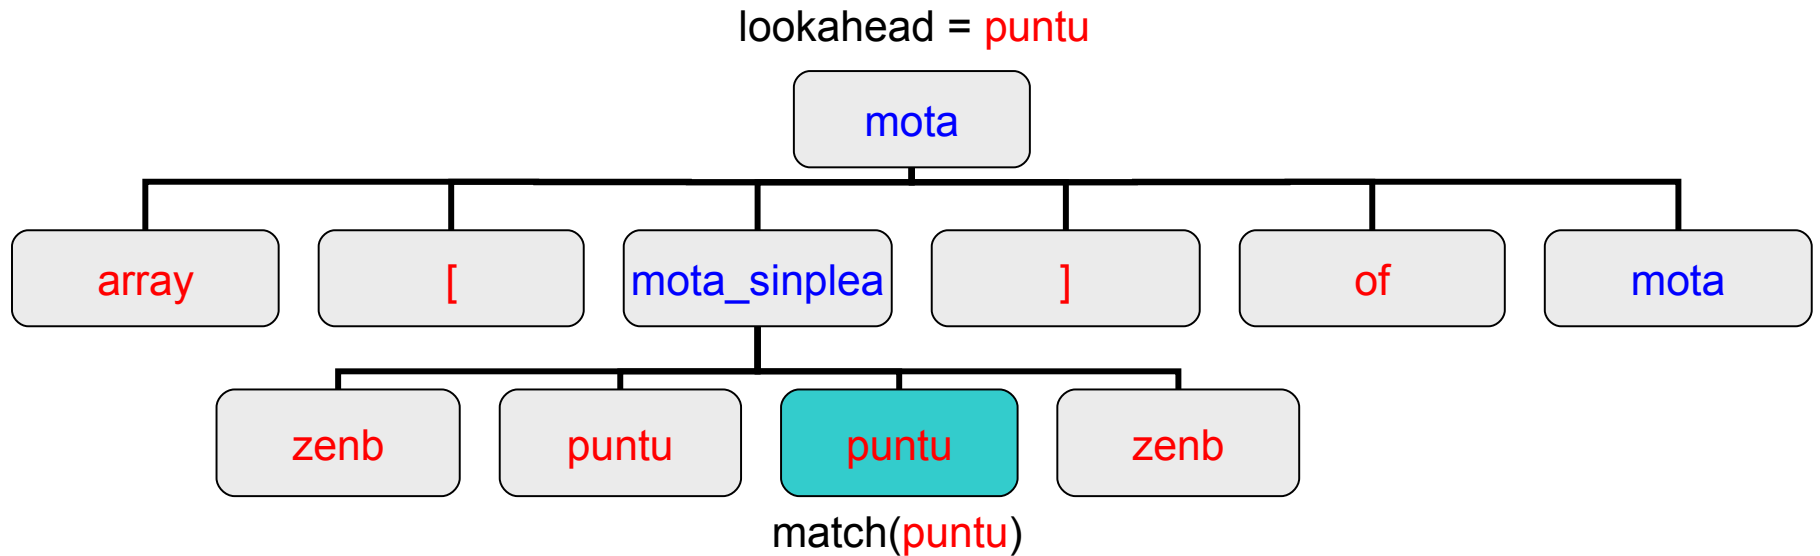 lookahead = puntu
mota
array [ mota_sinplea ] of mota
zenb puntu puntu zenb
match(puntu)